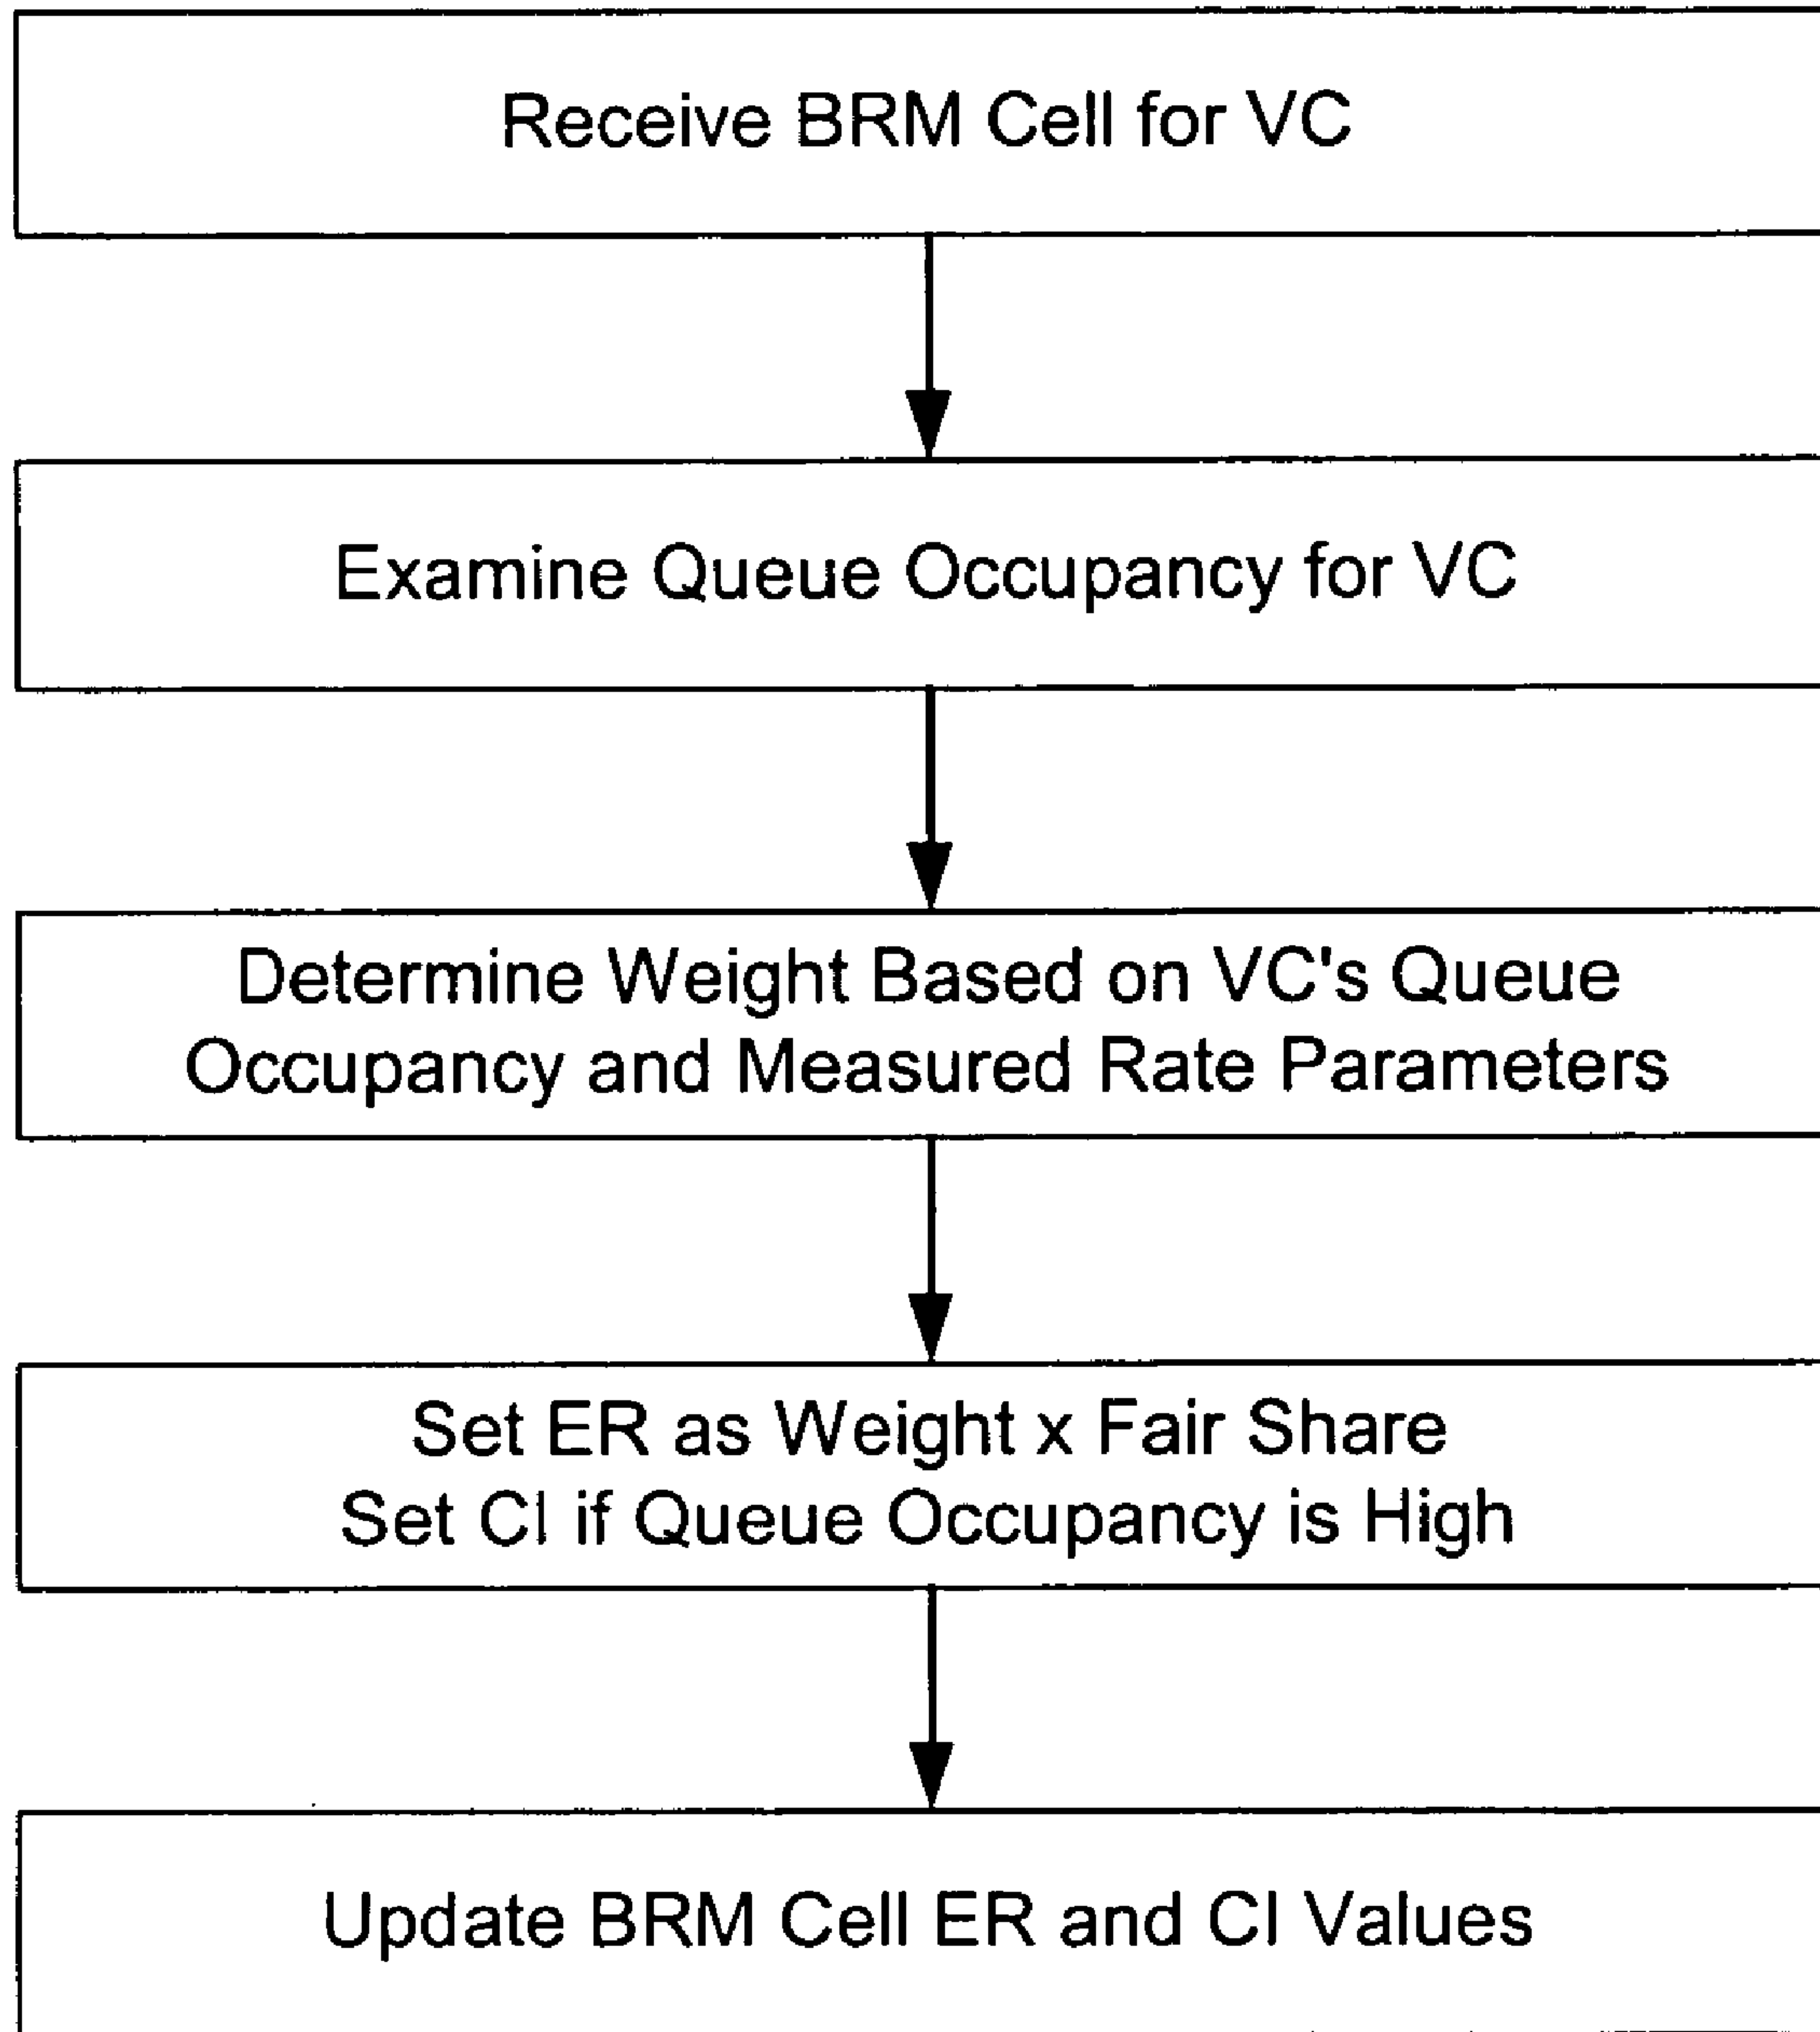 Receive BRM Cell for VC
Examine Queue Occupancy for VC
Determine Weight Based on VC's Queue
Occupancy and Measured Rate Parameters
Set ER as Weight x Fair Share
Set CI if Queue Occupancy is High
Update BRM Cell ER and CI Values